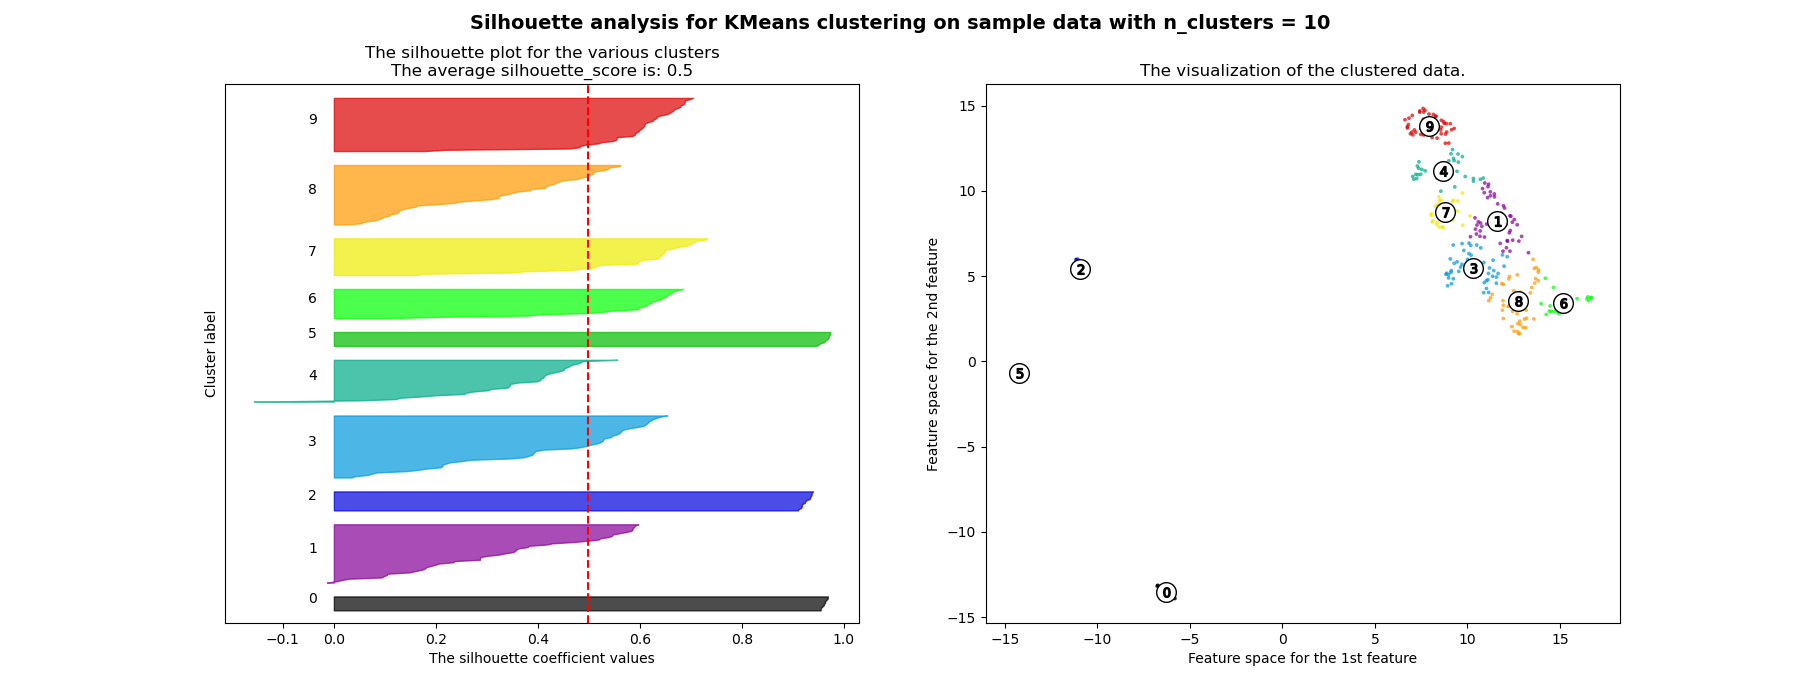 Silhouette analysis for KMeans clustering on sample data with n_clusters = 10
The silhouette plot for the various clusters
The average silhouette_score is: 0.5
9
8
7
6
5
4
3
2
1
0
Cluster label
−0.1 0.0 0.2 0.4 0.6 0.8 1.0
The silhouette coefficient values
The visualization of the clustered data.
15
10
5
0
−5
−10
−15
Feature space for the 2nd feature
9
4
7
1
3
2
8
6
5
0
−15 −10 −5 0 5 10 15
Feature space for the 1st feature